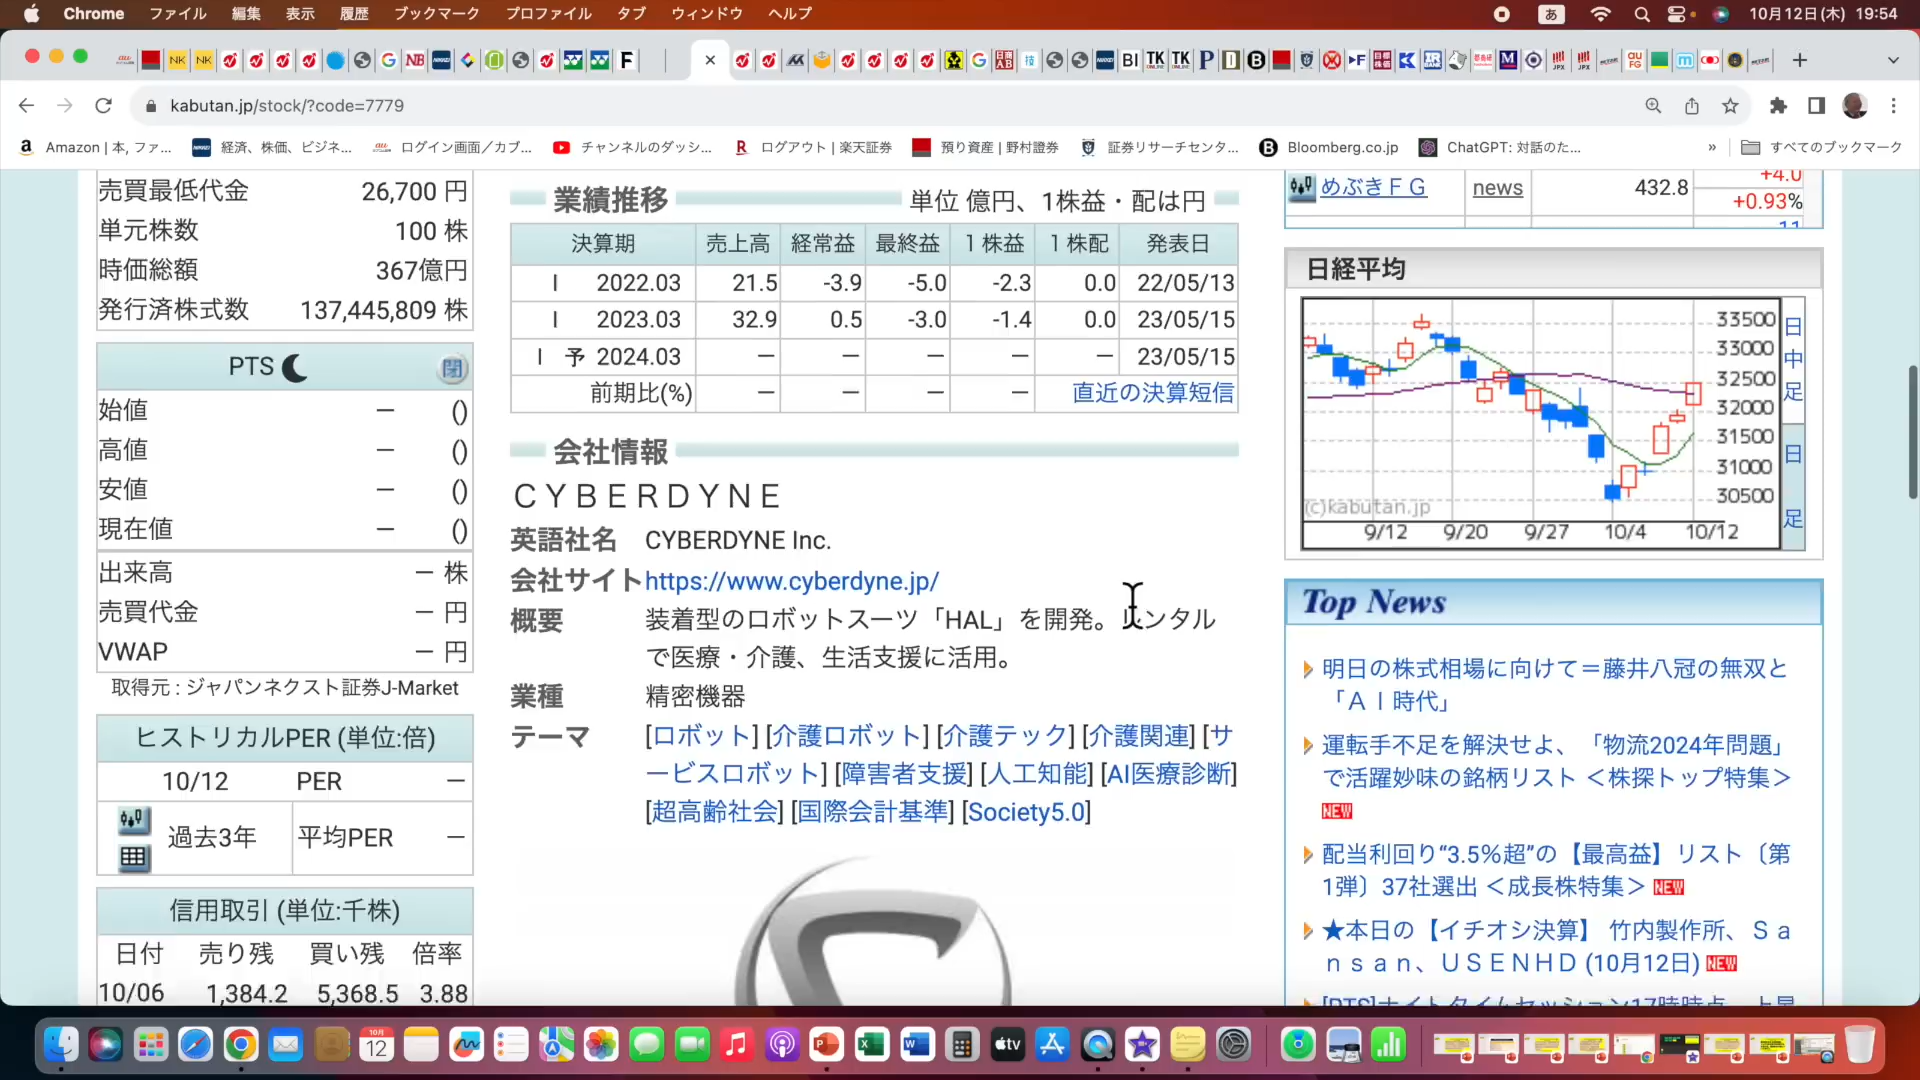 Chrome ファイル 編集 表示 履歴 ブックマーク プロファイル タブ ウィンドウ ヘルプ
あ 10月12日(木) 19:54
kabutan.jp/stock/?code=7779
Amazon | 本, ファ... 経済、株価、ビジネ... ログイン画面／カブ... チャンネルのダッシ... ログアウト | 楽天証券 預り資産 | 野村證券 証券リサーチセンタ... Bloomberg.co.jp ChatGPT: 対話のた... » すべてのブックマーク
売買最低代金 26,700 円
単元株数 100 株
時価総額 367億円
発行済株式数 137,445,809 株
PTS 閉
始値 － ()
高値 － ()
安値 － ()
現在値 － ()
出来高 － 株
売買代金 － 円
VWAP － 円
取得元 : ジャパンネクスト証券J-Market
ヒストリカルPER (単位:倍)
10/12 PER －
過去3年 平均PER －
信用取引 (単位:千株)
日付 売り残 買い残 倍率
10/06 1,384.2 5,368.5 3.88
業績推移 単位 億円、1株益・配は円
決算期 売上高 経常益 最終益 １株益 １株配 発表日
I 2022.03 21.5 -3.9 -5.0 -2.3 0.0 22/05/13
I 2023.03 32.9 0.5 -3.0 -1.4 0.0 23/05/15
I 予 2024.03 － － － － － 23/05/15
前期比(%) － － － － 直近の決算短信
会社情報
ＣＹＢＥＲＤＹＮＥ
英語社名 CYBERDYNE Inc.
会社サイト https://www.cyberdyne.jp/
概要 装着型のロボットスーツ「HAL」を開発。レンタル
で医療・介護、生活支援に活用。
業種 精密機器
テーマ [ロボット] [介護ロボット] [介護テック] [介護関連] [サ
ービスロボット] [障害者支援] [人工知能] [AI医療診断]
[超高齢社会] [国際会計基準] [Society5.0]
めぶきＦＧ news 432.8 +4.0
+0.93%
日経平均
33500
33000
32500
32000
31500
31000
30500
(c)kabutan.jp
9/12 9/20 9/27 10/4 10/12
日中足
日足
Top News
明日の株式相場に向けて＝藤井八冠の無双と
「ＡＩ時代」
運転手不足を解決せよ、「物流2024年問題」
で活躍妙味の銘柄リスト ＜株探トップ特集＞
NEW
配当利回り“3.5％超”の【最高益】リスト〔第
1弾〕37社選出 ＜成長株特集＞ NEW
★本日の【イチオシ決算】 竹内製作所、Ｓａ
ｎｓａｎ、ＵＳＥＮＨＤ (10月12日) NEW